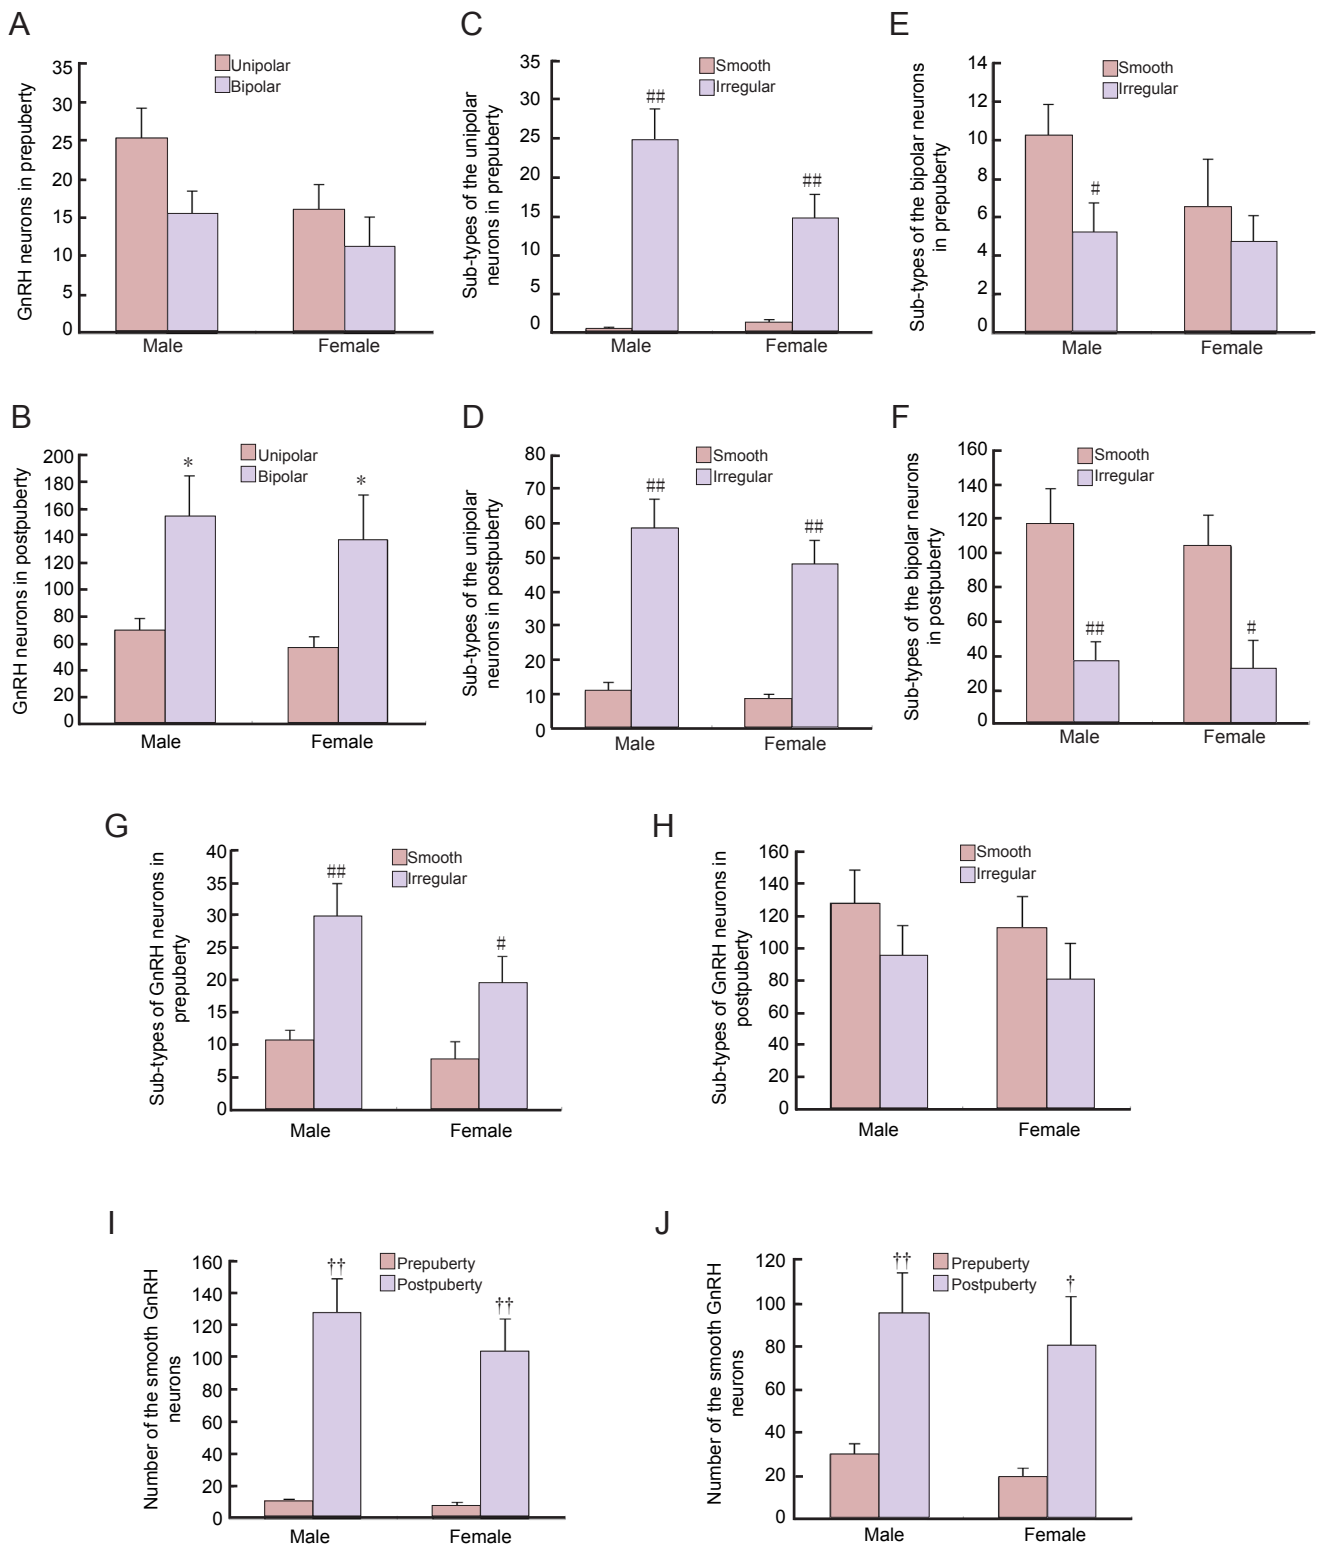 A
GnRH neurons in prepuberty
35
30
25
20
15
10
5
0
Unipolar
Bipolar
Male
Female
C
Sub-types of the unipolar
neurons in prepuberty
35
30
25
20
15
10
5
0
Smooth
Irregular
##
##
Male
Female
E
Sub-types of the bipolar neurons
in prepuberty
14
12
10
8
6
4
2
0
Smooth
Irregular
#
Male
Female
B
GnRH neurons in postpuberty
200
180
160
140
120
100
80
60
40
20
0
Unipolar
Bipolar
*
*
Male
Female
D
Sub-types of the unipolar
neurons in postpuberty
80
70
60
50
40
30
20
10
0
Smooth
Irregular
##
##
Male
Female
F
Sub-types of the bipolar neurons
in postpuberty
160
140
120
100
80
60
40
20
0
Smooth
Irregular
##
#
Male
Female
G
Sub-types of GnRH neurons in
prepuberty
40
35
30
25
20
15
10
5
0
Smooth
Irregular
##
#
Male
Female
H
Sub-types of GnRH neurons in
postpuberty
160
140
120
100
80
60
40
20
0
Smooth
Irregular
Male
Female
I
Number of the smooth GnRH
neurons
160
140
120
100
80
60
40
20
0
Prepuberty
Postpuberty
††
††
Male
Female
J
Number of the smooth GnRH
neurons
120
100
80
60
40
20
0
Prepuberty
Postpuberty
††
†
Male
Female